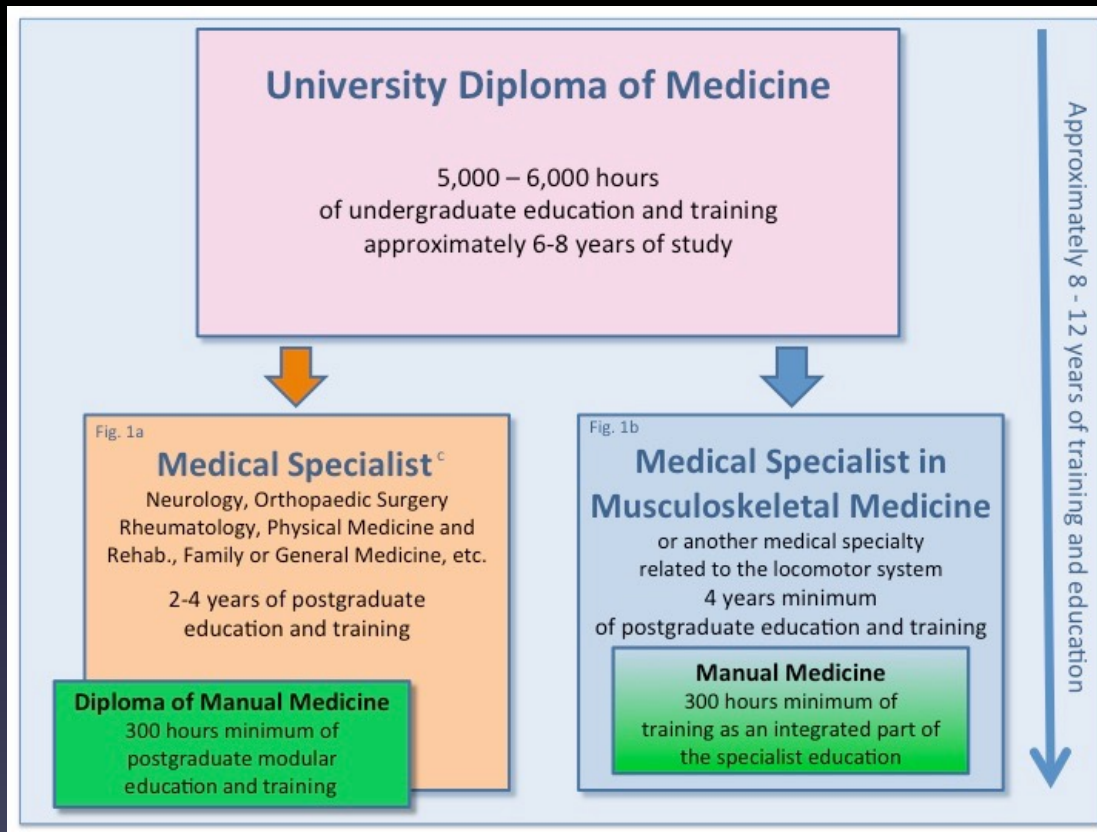 University Diploma of Medicine
5,000 – 6,000 hours
of undergraduate education and training
approximately 6-8 years of study
Fig. 1a
Medical Specialist c
Neurology, Orthopaedic Surgery
Rheumatology, Physical Medicine and
Rehab., Family or General Medicine, etc.
2-4 years of postgraduate
education and training
Diploma of Manual Medicine
300 hours minimum of
postgraduate modular
education and training
Fig. 1b
Medical Specialist in
Musculoskeletal Medicine
or another medical specialty
related to the locomotor system
4 years minimum
of postgraduate education and training
Manual Medicine
300 hours minimum of
training as an integrated part of
the specialist education
Approximately 8 - 12 years of training and education